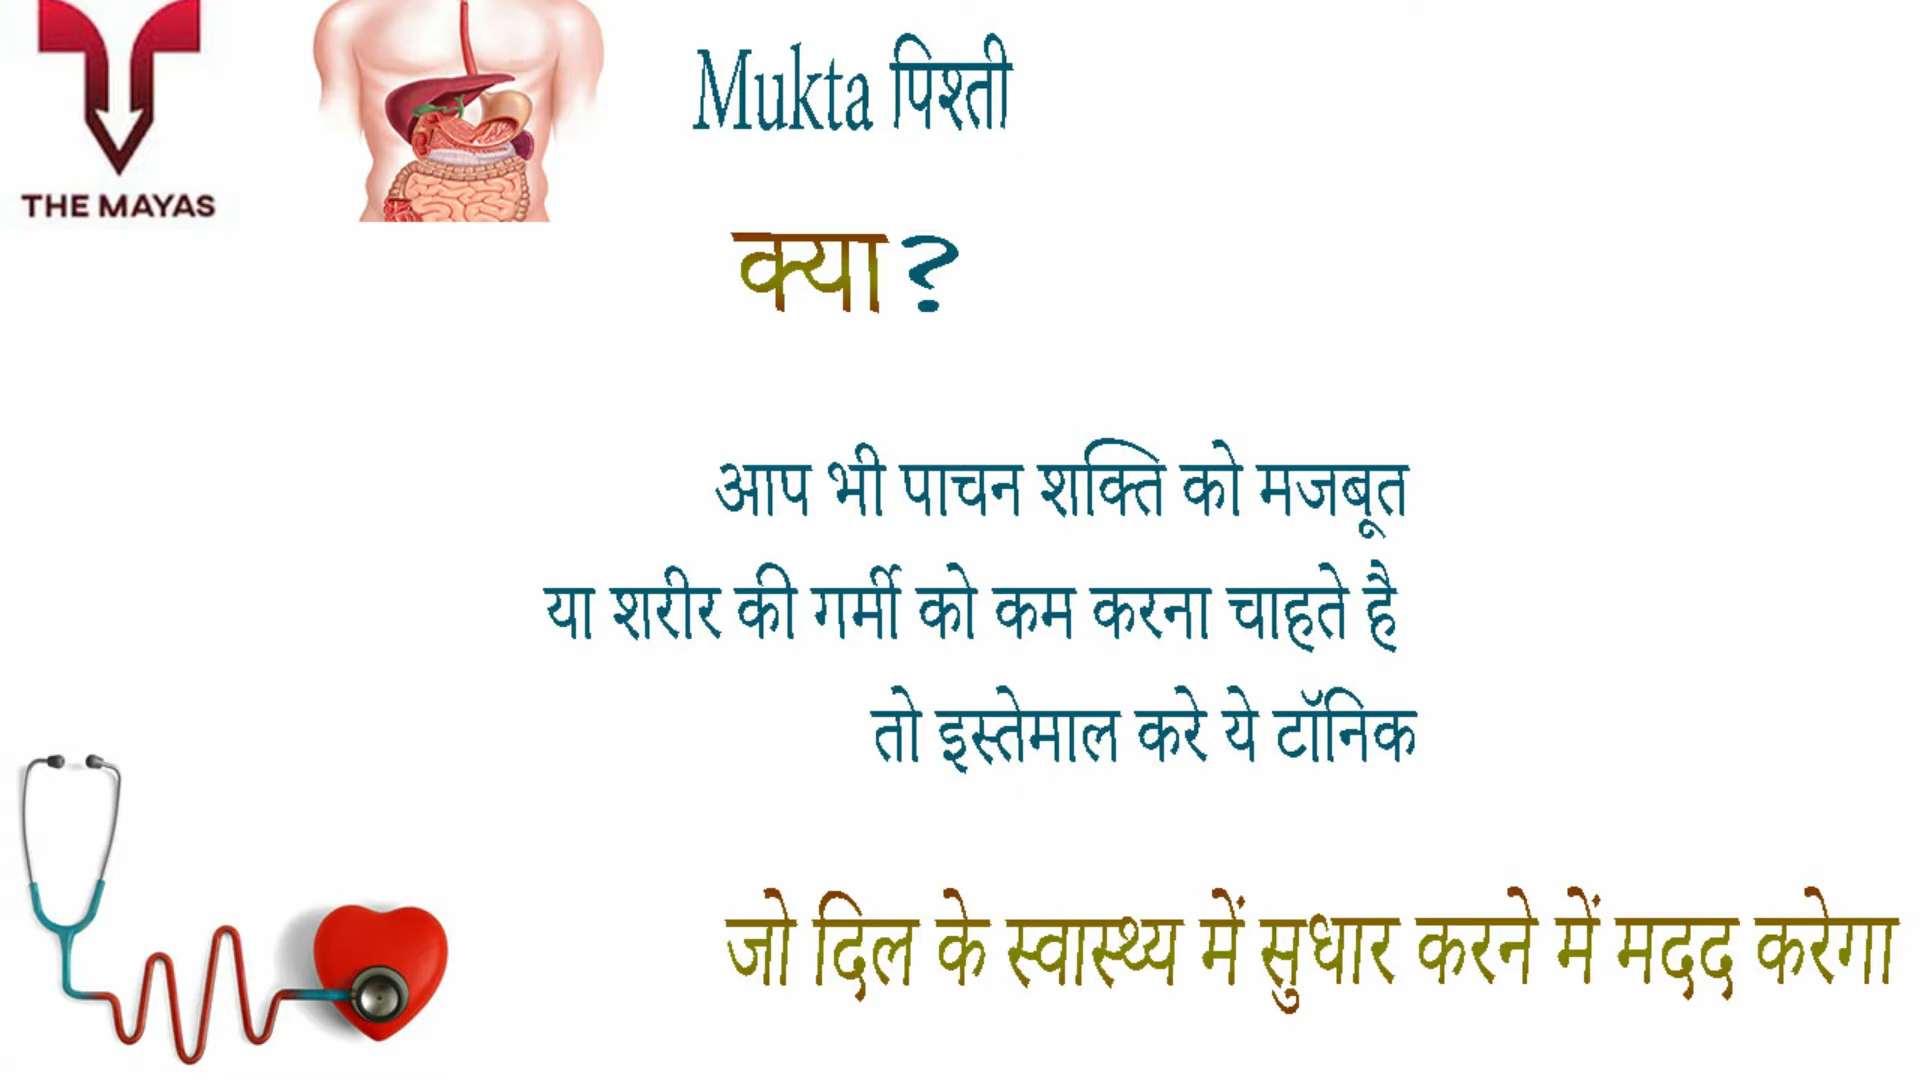 THE MAYAS
Mukta पिश्ती
क्या?
आप भी पाचन शक्ति को मजबूत
या शरीर की गर्मी को कम करना चाहते है
तो इस्तेमाल करे ये टॉनिक
जो दिल के स्वास्थ्य में सुधार करने में मदद करेगा